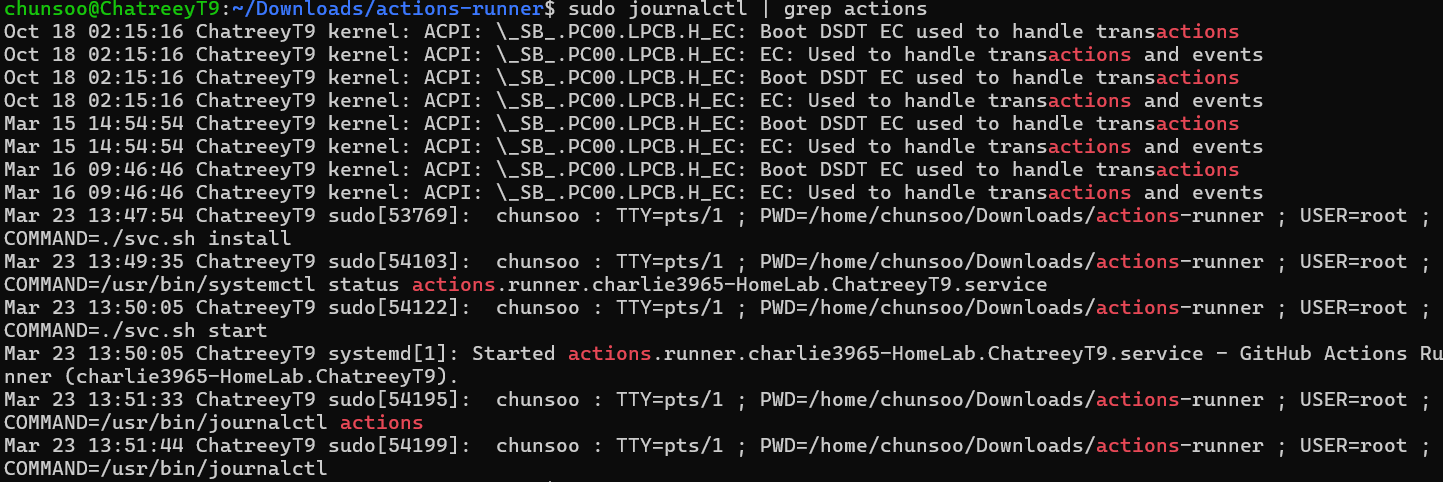 chunsoo@ChatreeyT9:~/Downloads/actions-runner$ sudo journalctl | grep actions
Oct 18 02:15:16 ChatreeyT9 kernel: ACPI: \_SB_.PC00.LPCB.H_EC: Boot DSDT EC used to handle transactions
Oct 18 02:15:16 ChatreeyT9 kernel: ACPI: \_SB_.PC00.LPCB.H_EC: EC: Used to handle transactions and events
Oct 18 02:15:16 ChatreeyT9 kernel: ACPI: \_SB_.PC00.LPCB.H_EC: Boot DSDT EC used to handle transactions
Oct 18 02:15:16 ChatreeyT9 kernel: ACPI: \_SB_.PC00.LPCB.H_EC: EC: Used to handle transactions and events
Mar 15 14:54:54 ChatreeyT9 kernel: ACPI: \_SB_.PC00.LPCB.H_EC: Boot DSDT EC used to handle transactions
Mar 15 14:54:54 ChatreeyT9 kernel: ACPI: \_SB_.PC00.LPCB.H_EC: EC: Used to handle transactions and events
Mar 16 09:46:46 ChatreeyT9 kernel: ACPI: \_SB_.PC00.LPCB.H_EC: Boot DSDT EC used to handle transactions
Mar 16 09:46:46 ChatreeyT9 kernel: ACPI: \_SB_.PC00.LPCB.H_EC: EC: Used to handle transactions and events
Mar 23 13:47:54 ChatreeyT9 sudo[53769]:  chunsoo : TTY=pts/1 ; PWD=/home/chunsoo/Downloads/actions-runner ; USER=root ;
COMMAND=./svc.sh install
Mar 23 13:49:35 ChatreeyT9 sudo[54103]:  chunsoo : TTY=pts/1 ; PWD=/home/chunsoo/Downloads/actions-runner ; USER=root ;
COMMAND=/usr/bin/systemctl status actions.runner.charlie3965-HomeLab.ChatreeyT9.service
Mar 23 13:50:05 ChatreeyT9 sudo[54122]:  chunsoo : TTY=pts/1 ; PWD=/home/chunsoo/Downloads/actions-runner ; USER=root ;
COMMAND=./svc.sh start
Mar 23 13:50:05 ChatreeyT9 systemd[1]: Started actions.runner.charlie3965-HomeLab.ChatreeyT9.service - GitHub Actions Ru
nner (charlie3965-HomeLab.ChatreeyT9).
Mar 23 13:51:33 ChatreeyT9 sudo[54195]:  chunsoo : TTY=pts/1 ; PWD=/home/chunsoo/Downloads/actions-runner ; USER=root ;
COMMAND=/usr/bin/journalctl actions
Mar 23 13:51:44 ChatreeyT9 sudo[54199]:  chunsoo : TTY=pts/1 ; PWD=/home/chunsoo/Downloads/actions-runner ; USER=root ;
COMMAND=/usr/bin/journalctl